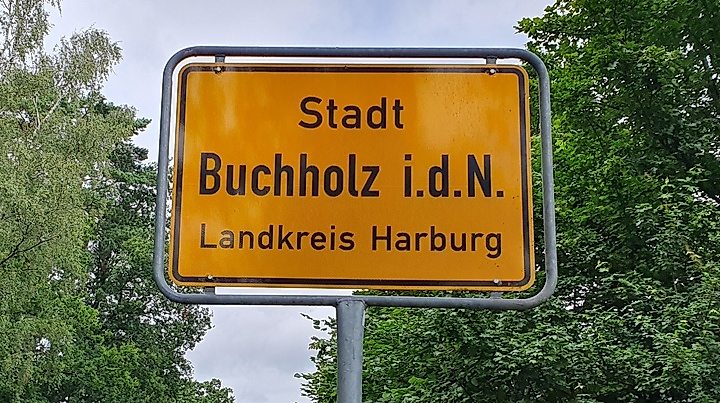 Stadt
Buchholz i.d.N.
Landkreis Harburg